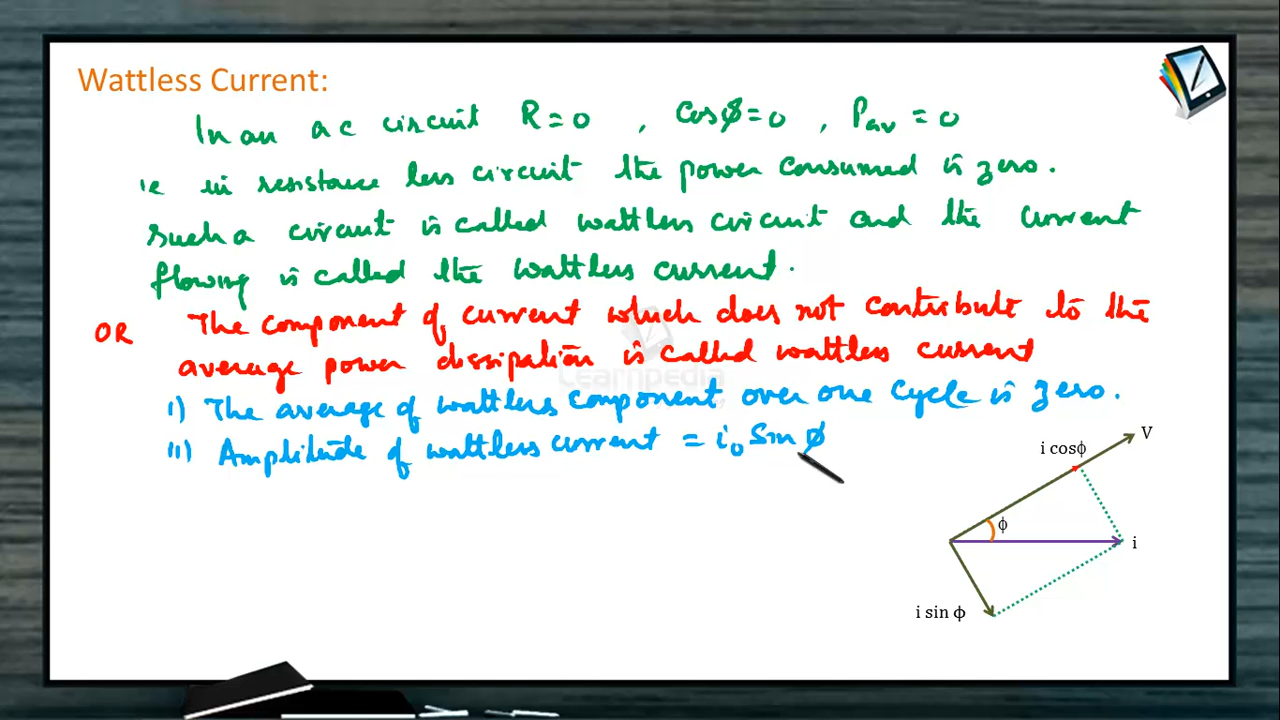 Wattless Current:
In an ac circuit R=0 , Cosϕ=0 , Pav = 0
i.e in resistance less circuit the power consumed is zero.
such a circuit is called wattless circuit and the current
flowing is called the wattless current.
OR The component of current which does not contribute to the
average power dissipation is called wattless current
Learnpedia
i) The average of wattless component over one cycle is zero.
ii) Amplitude of wattless current = i₀ Sin ϕ
V
i cosϕ
ϕ
i
i sin ϕ